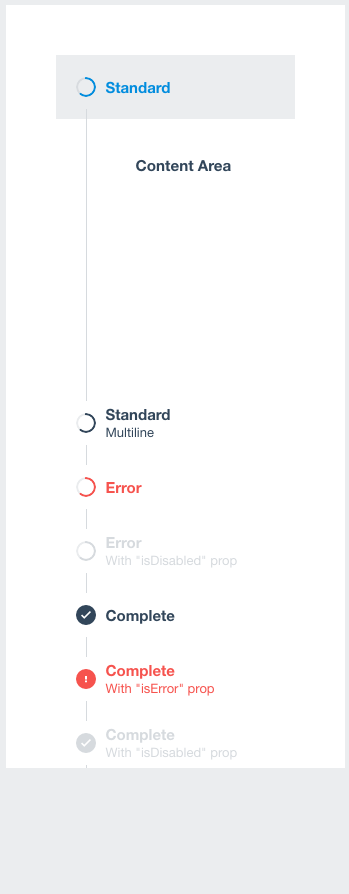 Standard
Content Area
Standard
Multiline
Error
Error
With "isDisabled" prop
Complete
Complete
With "isError" prop
Complete
With "isDisabled" prop